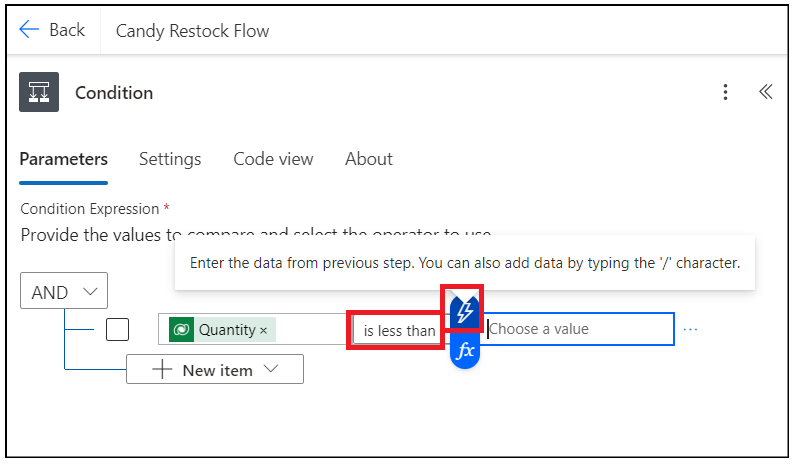 Back
Candy Restock Flow
Condition
Parameters Settings Code view About
Condition Expression *
Provide the values to compare and select the operator to use
Enter the data from previous step. You can also add data by typing the '/' character.
AND
Quantity × is less than Choose a value ...
fx
New item